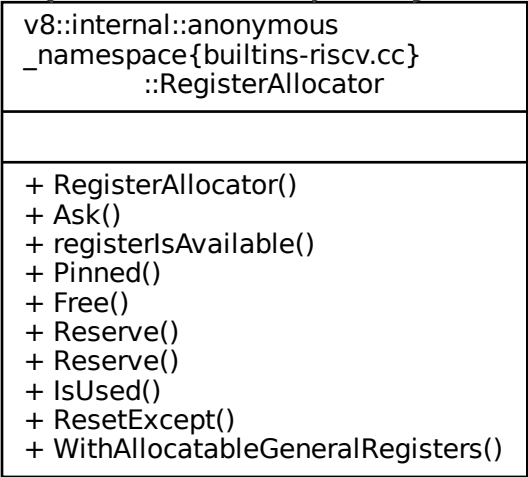 v8::internal::anonymous
_namespace{builtins-riscv.cc}
::RegisterAllocator
+ RegisterAllocator()
+ Ask()
+ registerIsAvailable()
+ Pinned()
+ Free()
+ Reserve()
+ Reserve()
+ IsUsed()
+ ResetExcept()
+ WithAllocatableGeneralRegisters()